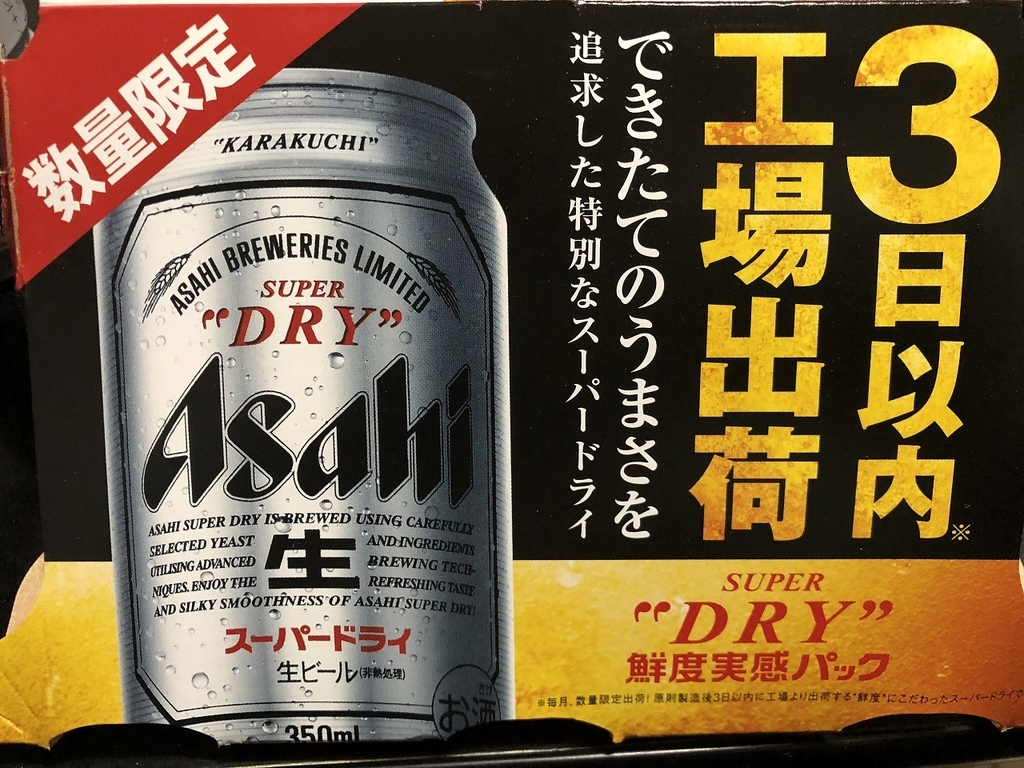 数量限定
3日以内※
工場出荷
できたてのうまさを
追求した特別なスーパードライ
"KARAKUCHI"
ASAHI BREWERIES LIMITED
SUPER
"DRY"
Asahi
ASAHI SUPER DRY IS BREWED USING CAREFULLY
SELECTED YEAST AND INGREDIENTS
UTILISING ADVANCED BREWING TECH-
NIQUES. ENJOY THE REFRESHING TASTE
AND SILKY SMOOTHNESS OF ASAHI SUPER DRY!
生
スーパードライ
生ビール(非熱処理)
さけ
お酒
350ml
SUPER
"DRY"
鮮度実感パック
※毎月、数量限定出荷!原則製造後3日以内に工場より出荷する"鮮度"にこだわったスーパードライで